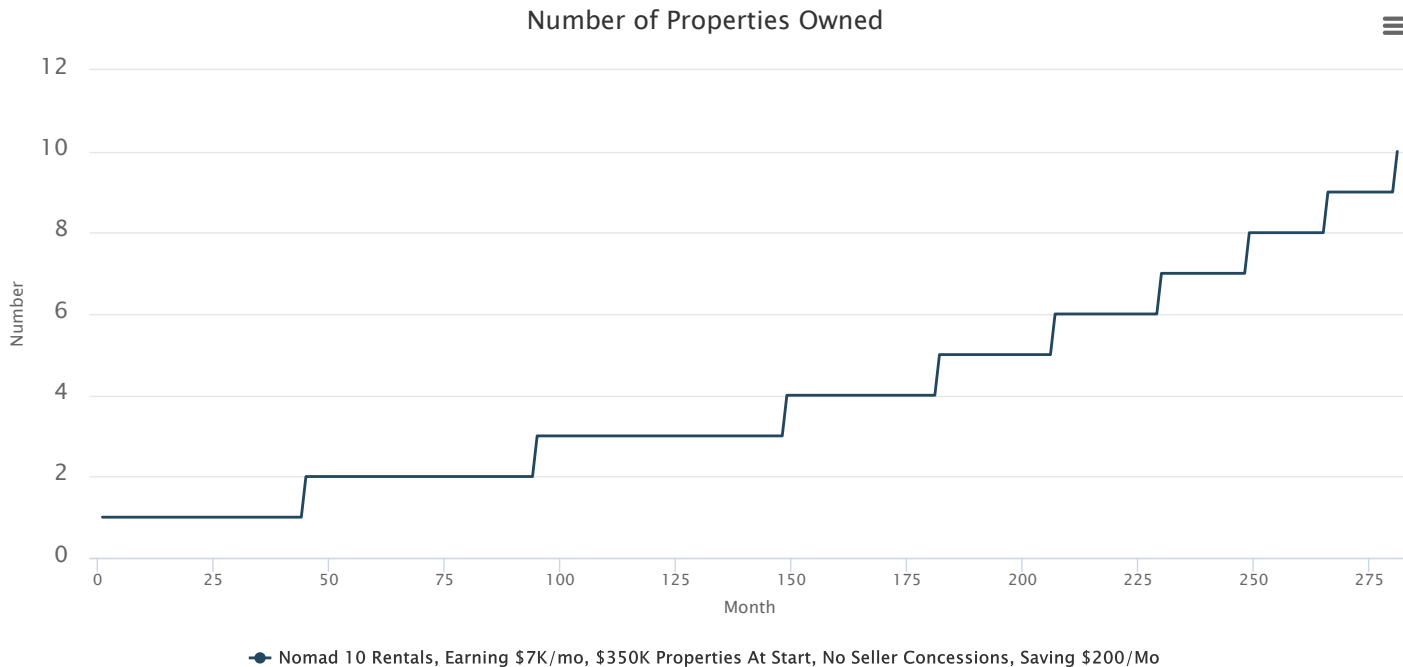 Number of Properties Owned
12
10
8
6
4
2
0
Number
0 25 50 75 100 125 150 175 200 225 250 275
Month
Nomad 10 Rentals, Earning $7K/mo, $350K Properties At Start, No Seller Concessions, Saving $200/Mo